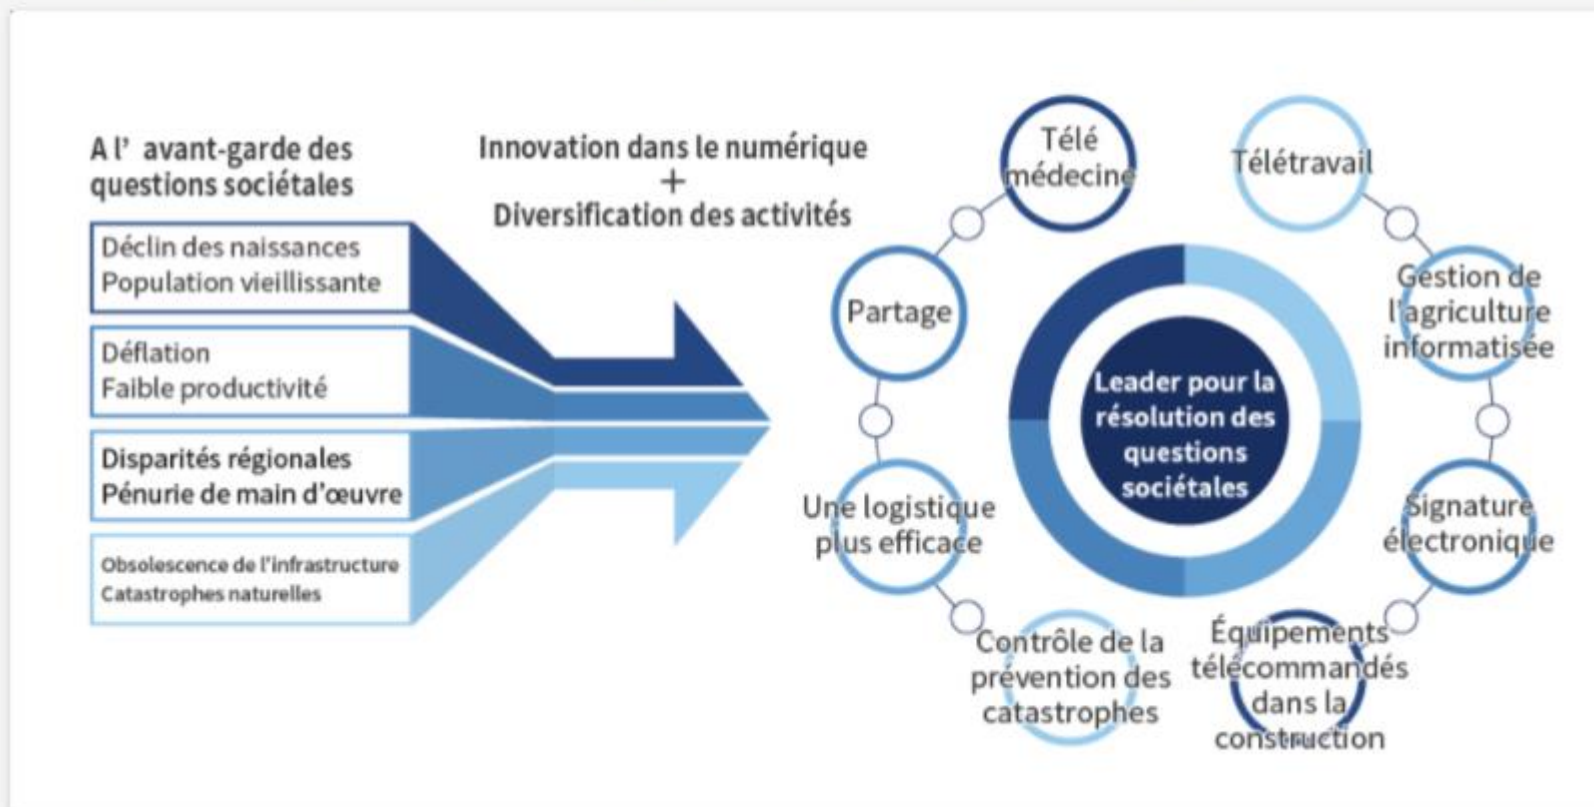 A l' avant-garde des
questions sociétales
Déclin des naissances
Population vieillissante
Déflation
Faible productivité
Disparités régionales
Pénurie de main d'œuvre
Obsolescence de l'infrastructure
Catastrophes naturelles
Innovation dans le numérique
+
Diversification des activités
Télé
médecine
Télétravail
Partage
Gestion de
l'agriculture
informatisée
Leader pour la
résolution des
questions
sociétales
Une logistique
plus efficace
Signature
électronique
Contrôle de la
prévention des
catastrophes
Équipements
télécommandés
dans la
construction